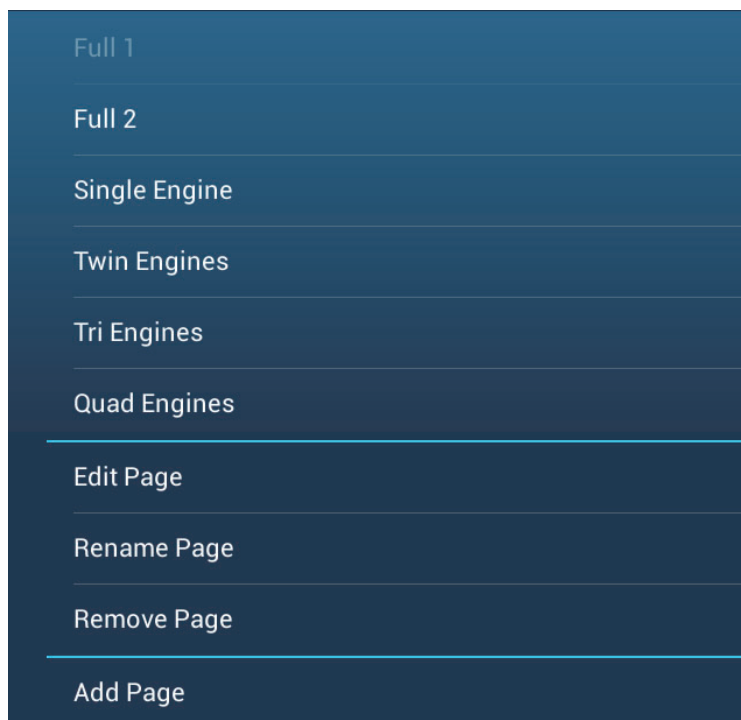 Full 1
Full 2
Single Engine
Twin Engines
Tri Engines
Quad Engines
Edit Page
Rename Page
Remove Page
Add Page